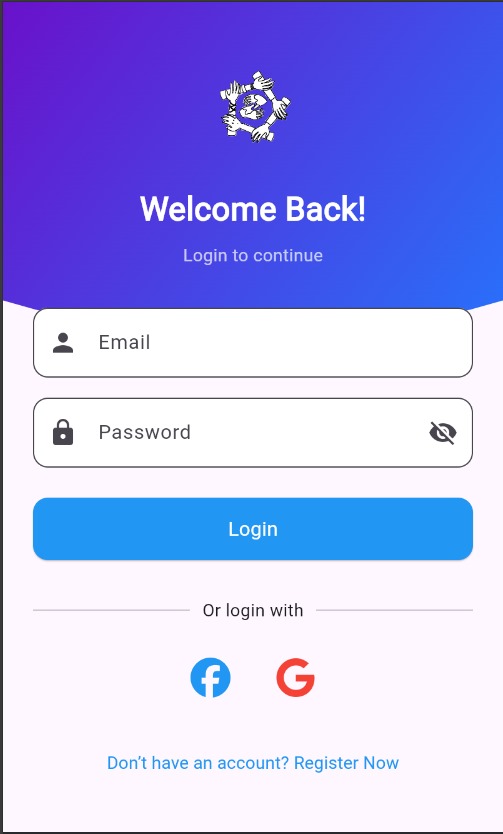 Welcome Back!
Login to continue
Email
Password
Login
Or login with
Don’t have an account? Register Now